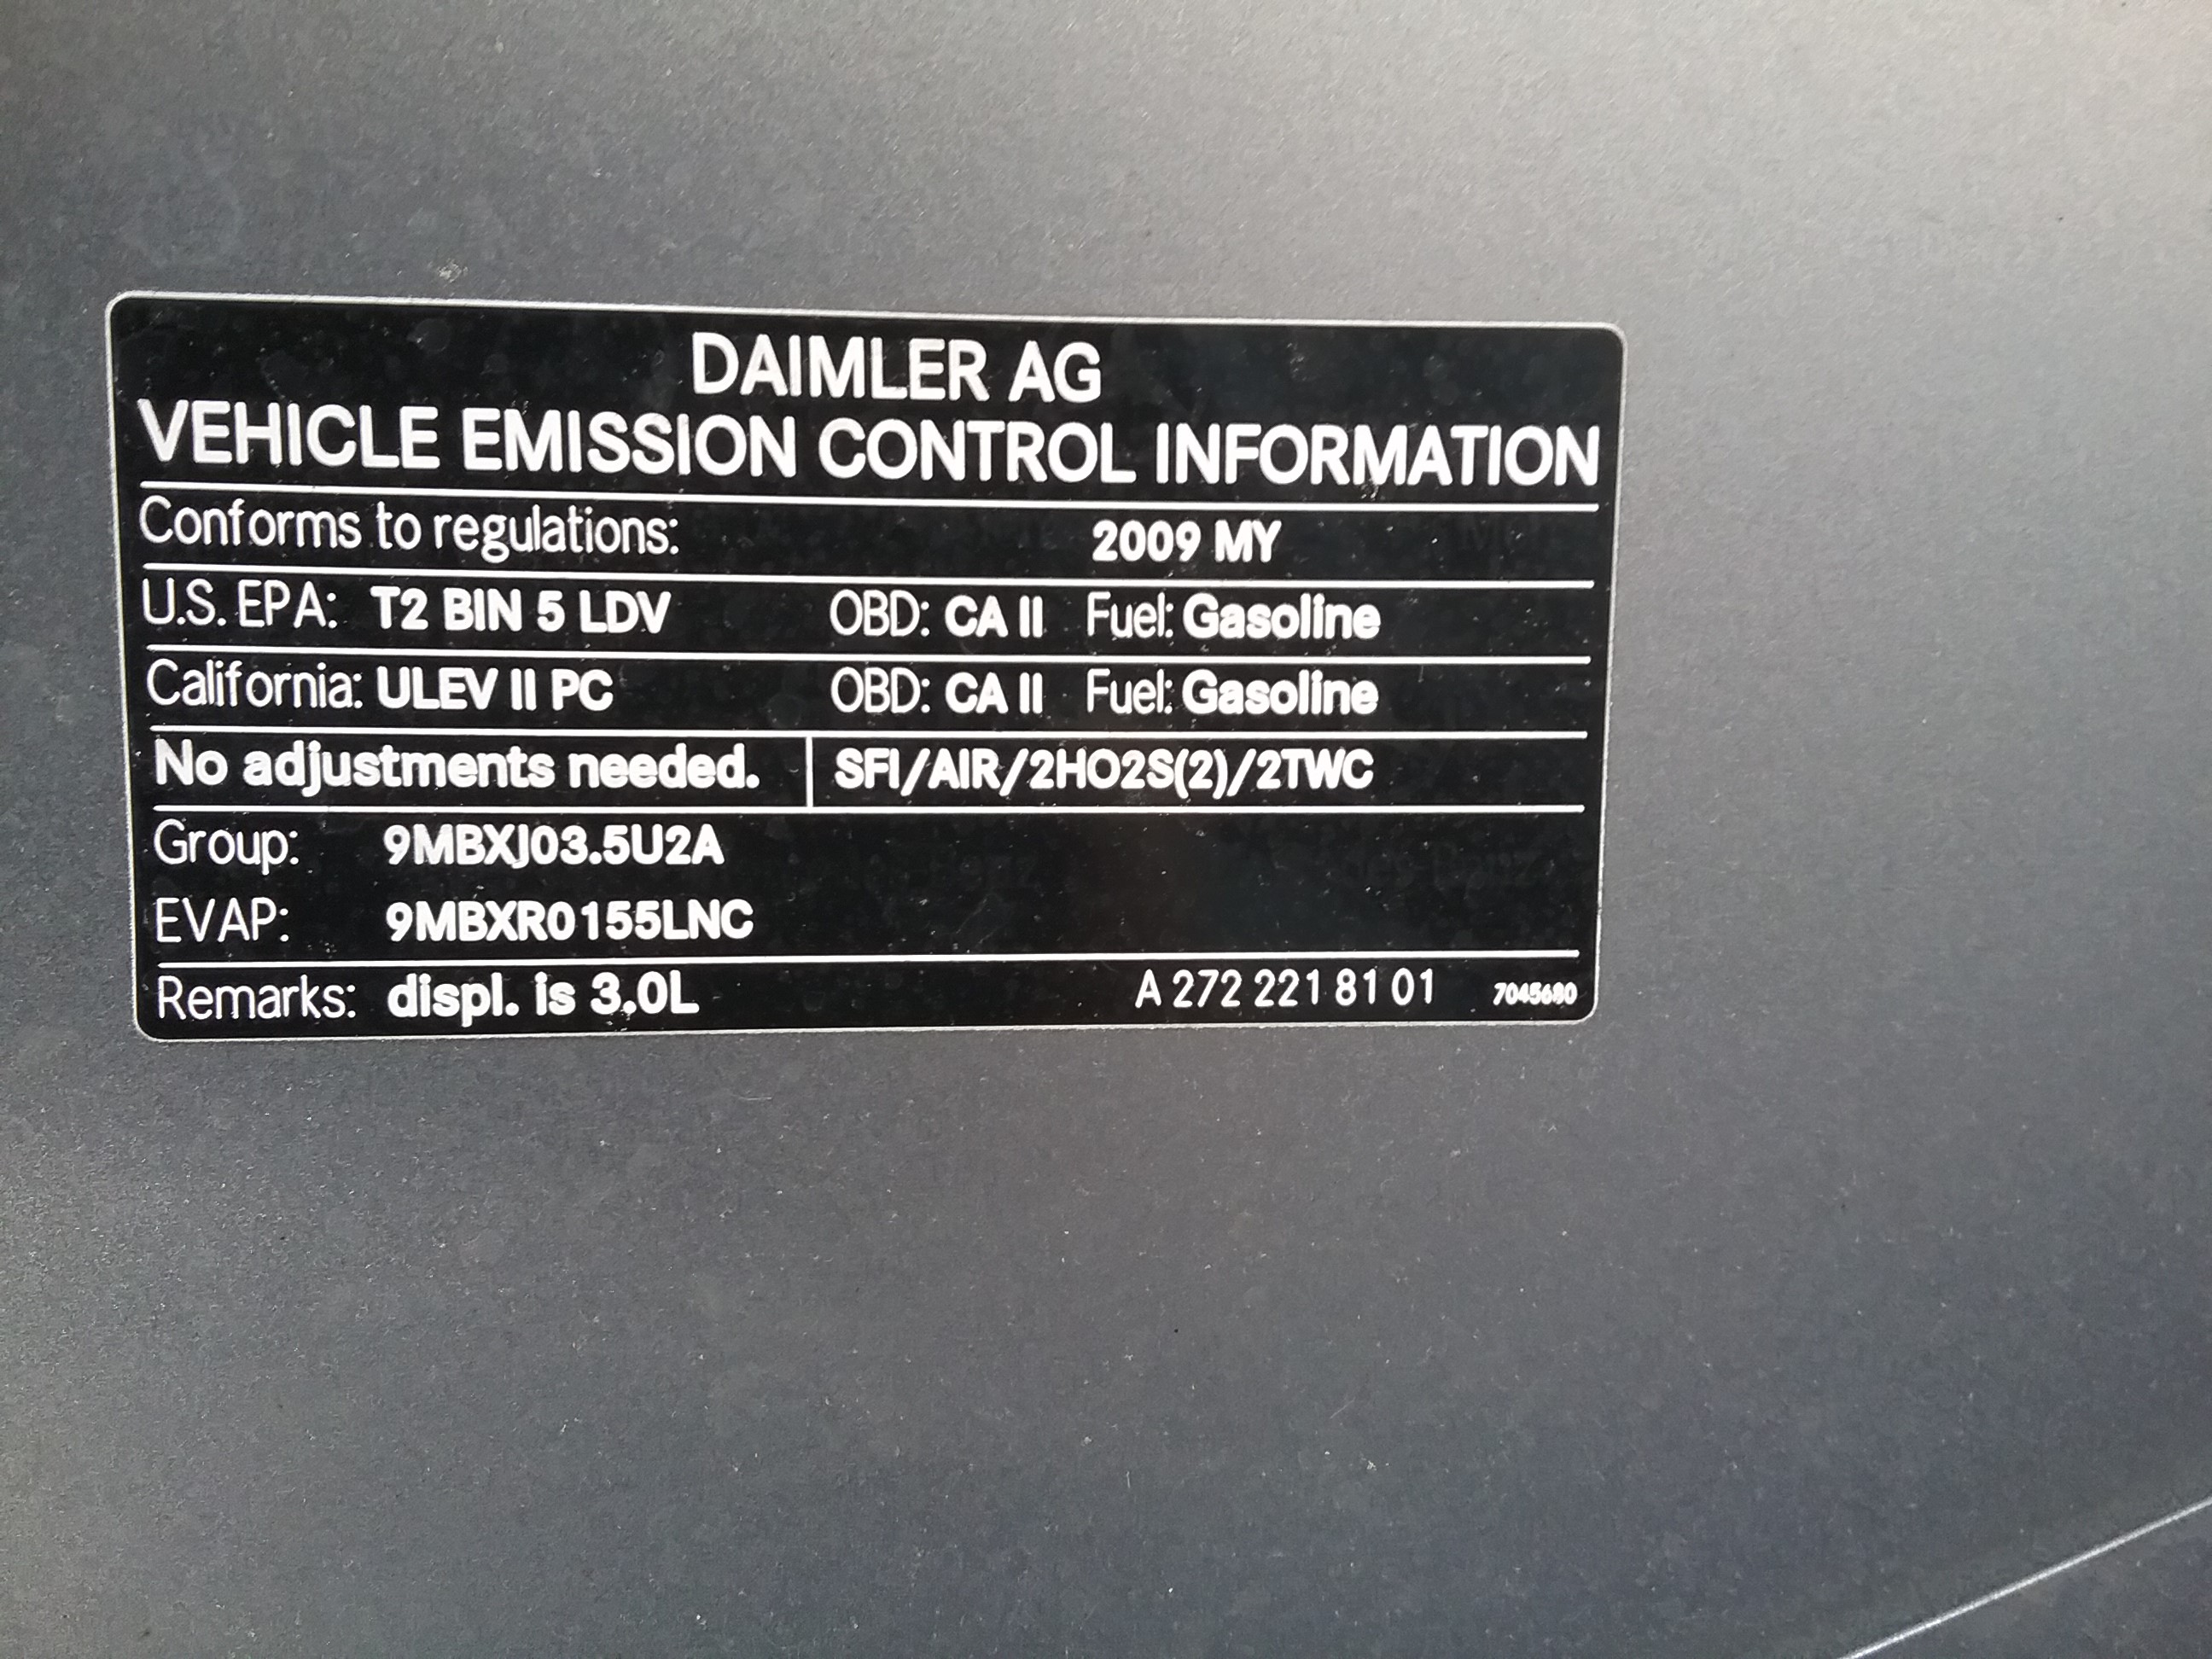 DAIMLER AG
VEHICLE EMISSION CONTROL INFORMATION
Conforms to regulations: 2009 MY
U.S. EPA: T2 BIN 5 LDV OBD: CA II Fuel: Gasoline
California: ULEV II PC OBD: CA II Fuel: Gasoline
No adjustments needed. SFI/AIR/2HO2S(2)/2TWC
Group: 9MBXJ03.5U2A
EVAP: 9MBXR0155LNC
Remarks: displ. is 3.0L A 272 221 81 01 7045680